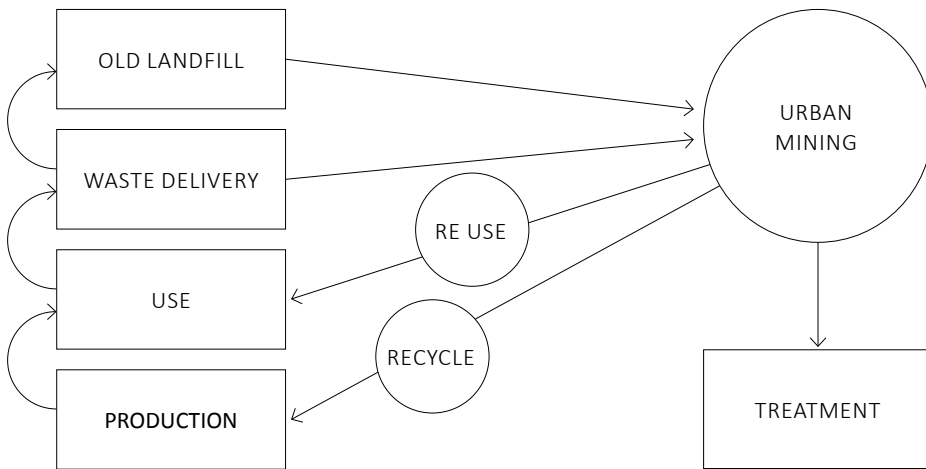 OLD LANDFILL
URBAN
MINING
WASTE DELIVERY
RE USE
USE
RECYCLE
PRODUCTION
TREATMENT